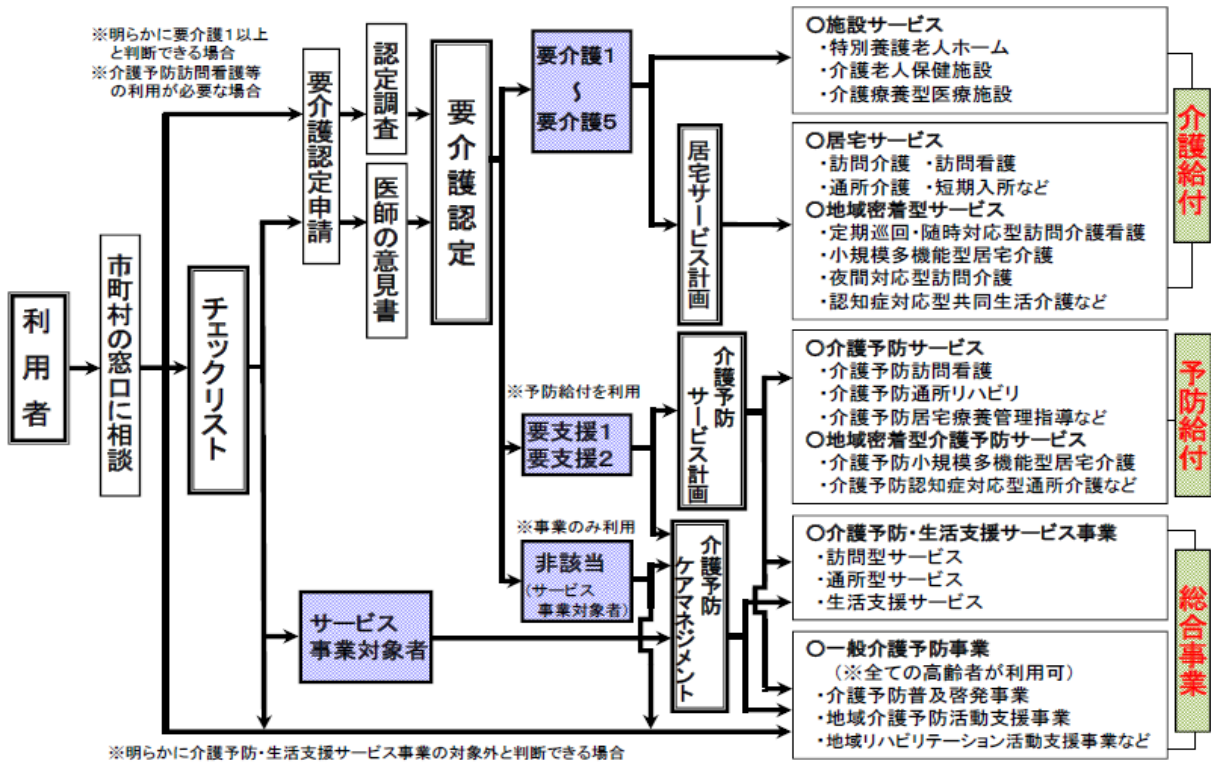 ※明らかに要介護1以上
と判断できる場合
※介護予防訪問看護等
の利用が必要な場合
利用者
市町村の窓口に相談
チェックリスト
要介護認定申請
認定調査
医師の意見書
要介護認定
要介護1
~
要介護5
※予防給付を利用
要支援1
要支援2
※事業のみ利用
非該当
(サービス
事業対象者)
サービス
事業対象者
居宅サービス計画
介護予防
サービス計画
介護予防
ケアマネジメント
○施設サービス
・特別養護老人ホーム
・介護老人保健施設
・介護療養型医療施設
○居宅サービス
・訪問介護 ・訪問看護
・通所介護 ・短期入所など
○地域密着型サービス
・定期巡回・随時対応型訪問介護看護
・小規模多機能型居宅介護
・夜間対応型訪問介護
・認知症対応型共同生活介護など
介護給付
○介護予防サービス
・介護予防訪問看護
・介護予防通所リハビリ
・介護予防居宅療養管理指導など
○地域密着型介護予防サービス
・介護予防小規模多機能型居宅介護
・介護予防認知症対応型通所介護など
予防給付
○介護予防・生活支援サービス事業
・訪問型サービス
・通所型サービス
・生活支援サービス
○一般介護予防事業
(※全ての高齢者が利用可)
・介護予防普及啓発事業
・地域介護予防活動支援事業
・地域リハビリテーション活動支援事業など
総合事業
※明らかに介護予防・生活支援サービス事業の対象外と判断できる場合